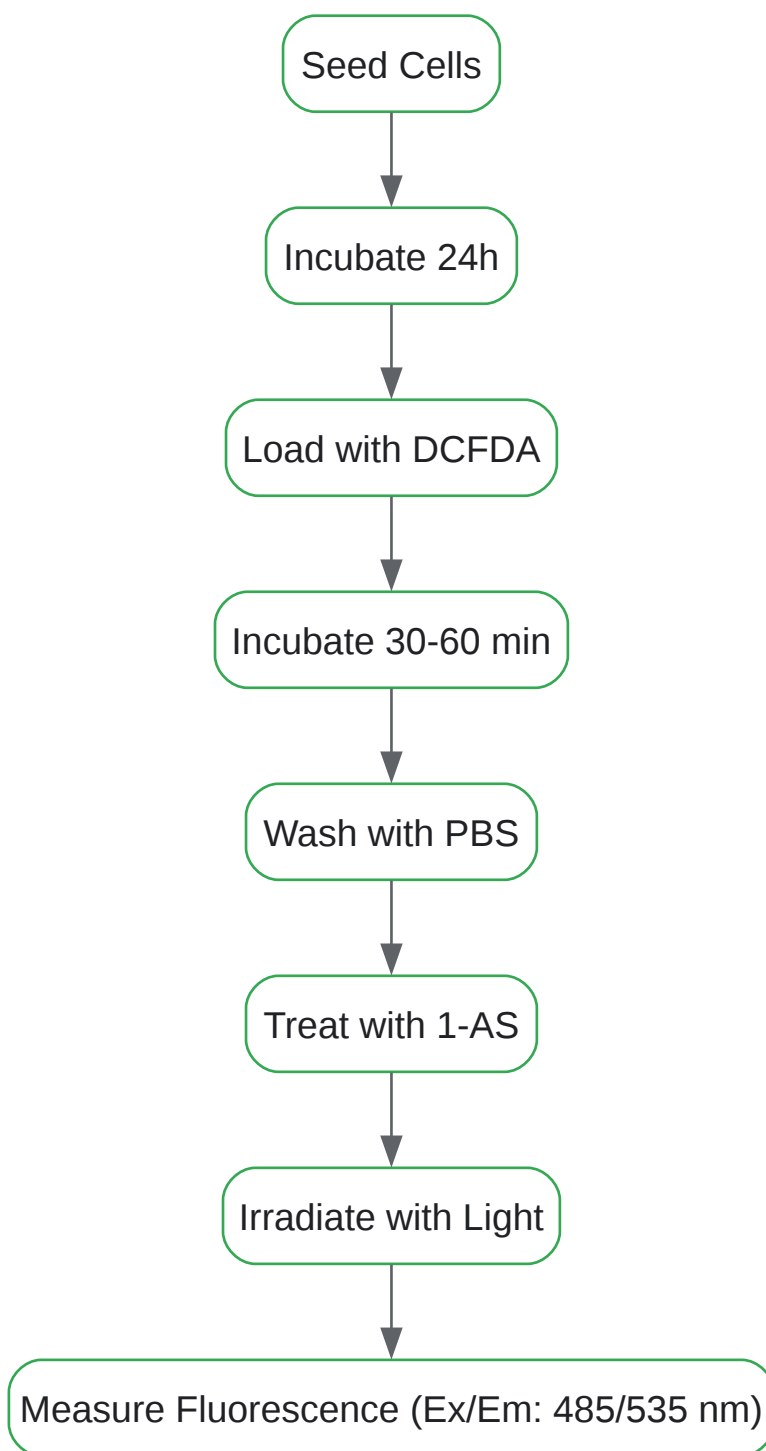 Seed Cells
Incubate 24h
Load with DCFDA
Incubate 30-60 min
Wash with PBS
Treat with 1-AS
Irradiate with Light
Measure Fluorescence (Ex/Em: 485/535 nm)